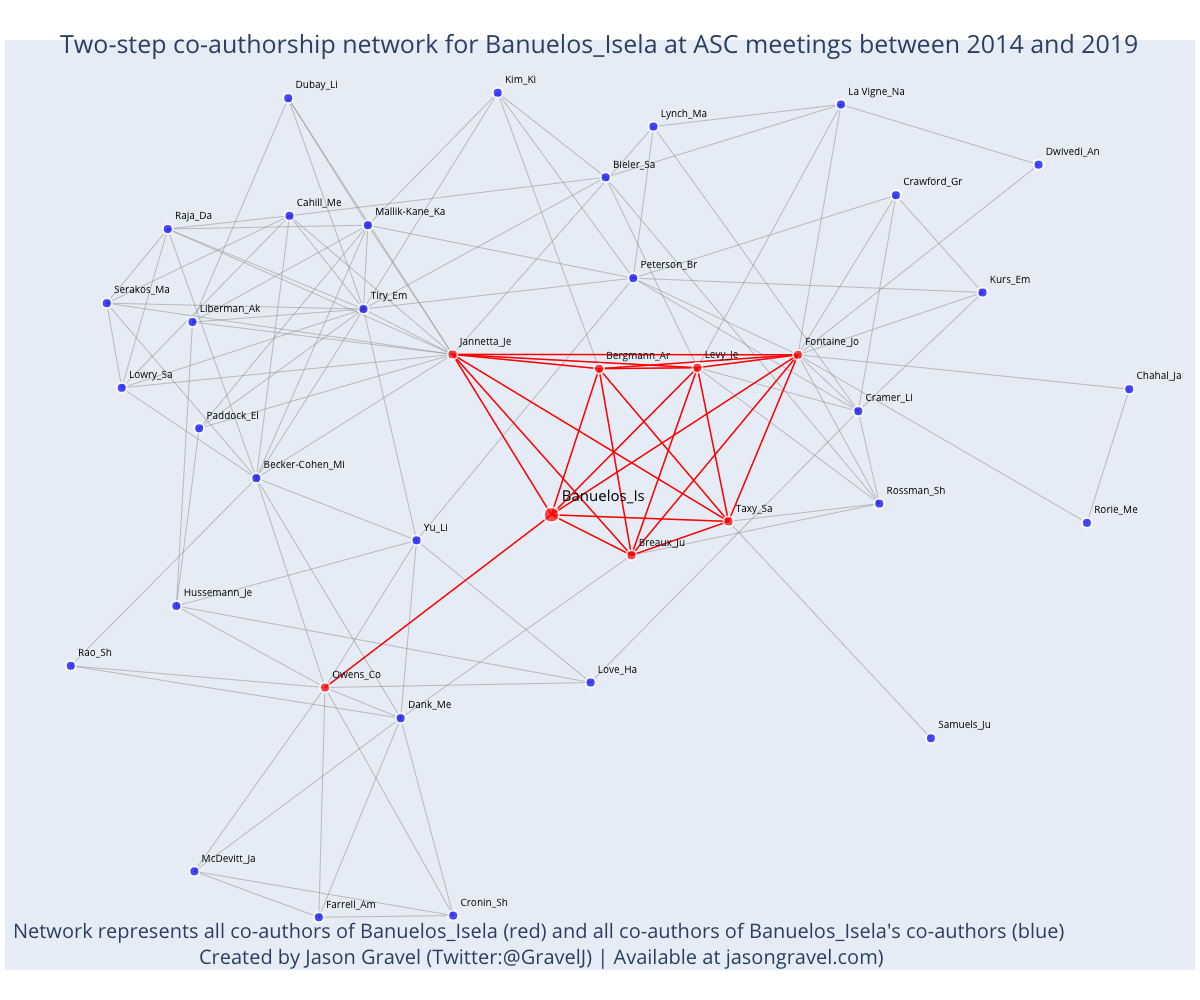 Two-step co-authorship network for Banuelos_Isela at ASC meetings between 2014 and 2019
Dubay_Li
Kim_Ki
La Vigne_Na
Lynch_Ma
Dwivedi_An
Bieler_Sa
Crawford_Gr
Cahill_Me
Mallik-Kane_Ka
Raja_Da
Peterson_Br
Kurs_Em
Serakos_Ma
Tiry_Em
Liberman_Ak
Jannetta_Je
Fontaine_Jo
Bergmann_Ar
Levy_Je
Lowry_Sa
Chahal_Ja
Cramer_Li
Paddock_El
Becker-Cohen_Mi
Rossman_Sh
Banuelos_Is
Taxy_Sa
Rorie_Me
Yu_Li
Breaux_Ju
Hussemann_Je
Rao_Sh
Love_Ha
Owens_Co
Dank_Me
Samuels_Ju
McDevitt_Ja
Farrell_Am
Cronin_Sh
Network represents all co-authors of Banuelos_Isela (red) and all co-authors of Banuelos_Isela's co-authors (blue)
Created by Jason Gravel (Twitter:@GravelJ) | Available at jasongravel.com)